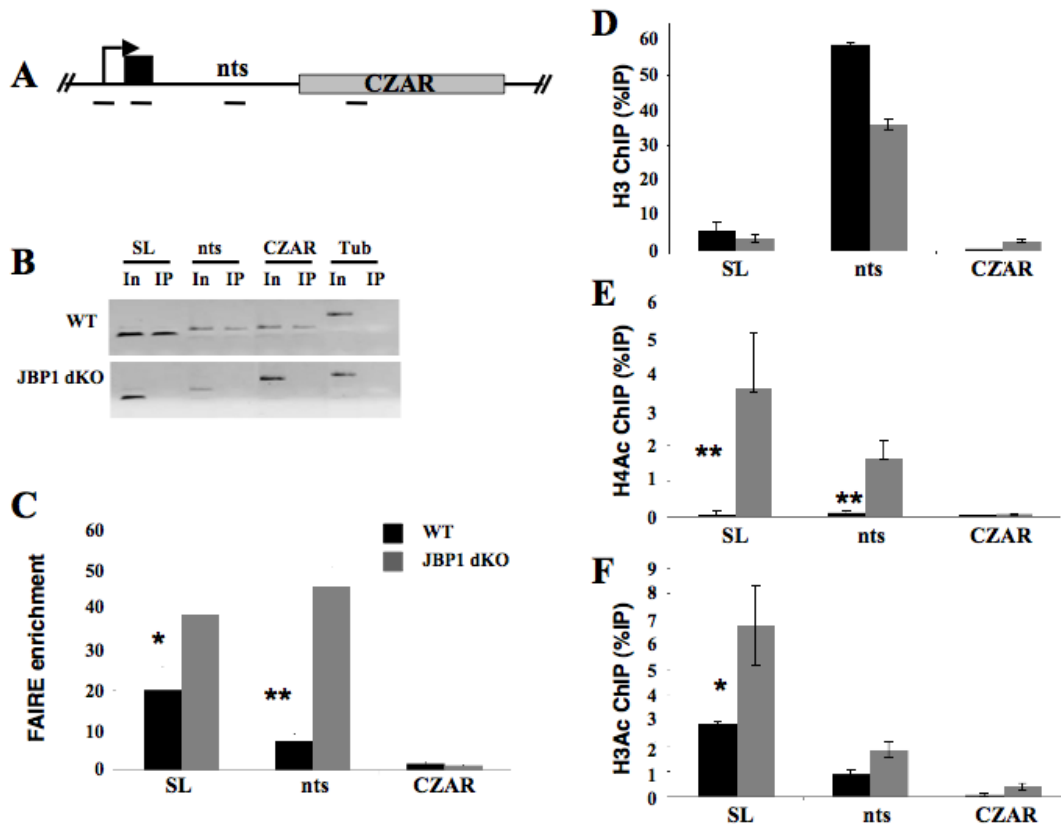 A
nts
CZAR
B
SL nts CZAR Tub
In IP In IP In IP In IP
WT
JBP1 dKO
C
FAIRE enrichment
60
50
40
30
20
10
0
WT
JBP1 dKO
*
**
SL nts CZAR
D
H3 ChIP (%IP)
60
50
40
30
20
10
0
SL nts CZAR
E
H4Ac ChIP (%IP)
6
5
4
3
2
1
0
**
**
SL nts CZAR
F
H3Ac ChIP (%IP)
9
8
7
6
5
4
3
2
1
0
*
SL nts CZAR